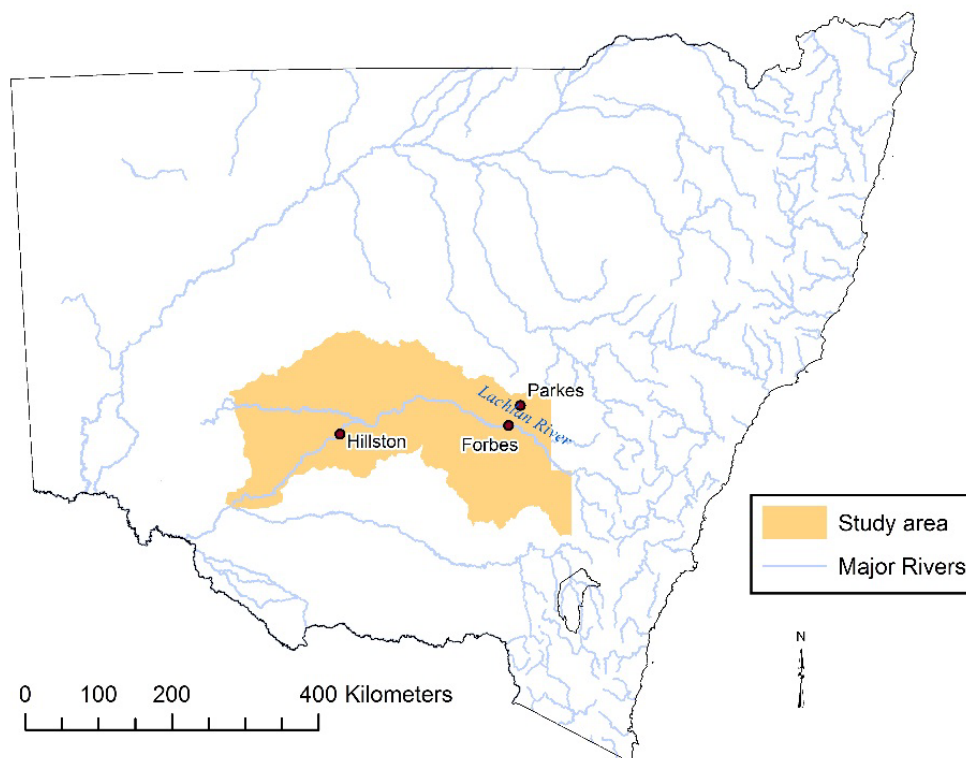 Parkes
Lachlan River
Hillston
Forbes
Study area
Major Rivers
N
0 100 200 400 Kilometers